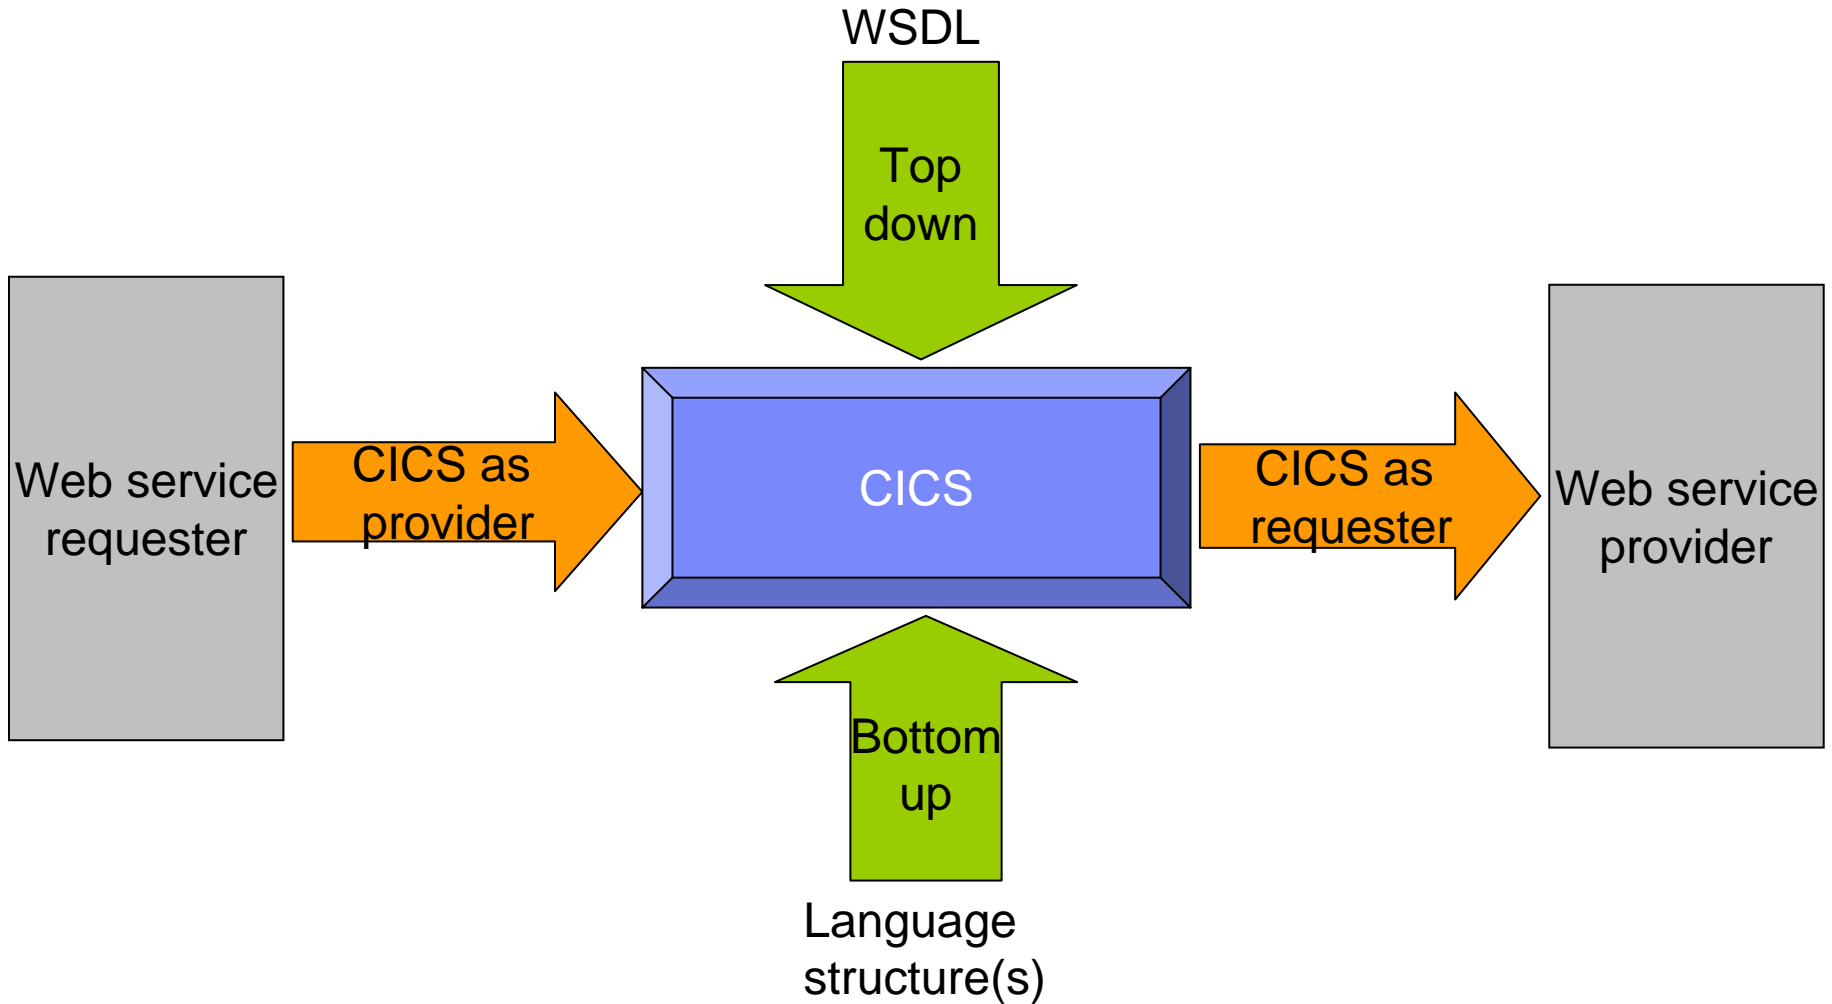 WSDL
Top
down
Web service
requester
CICS as
provider
CICS
CICS as
requester
Web service
provider
Bottom
up
Language
structure(s)